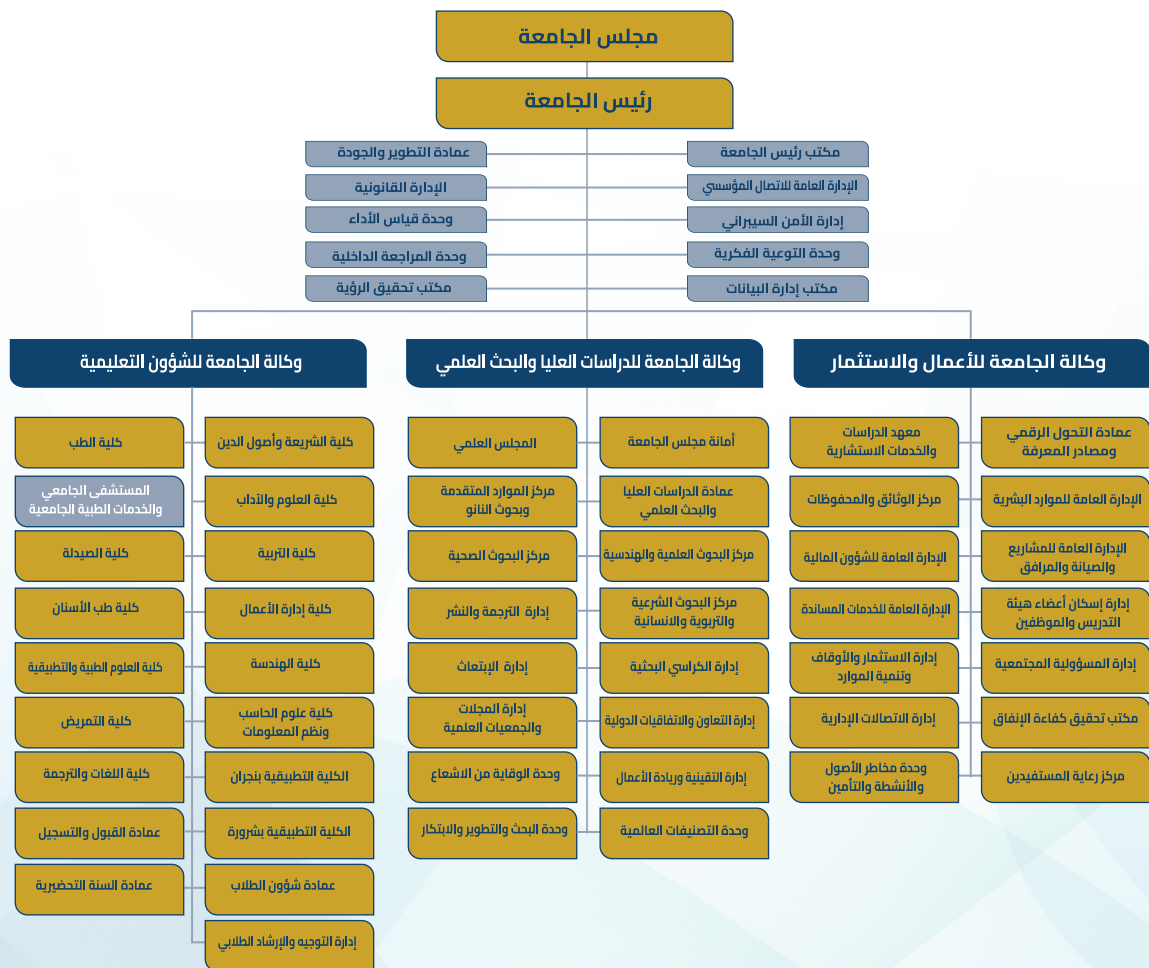 مجلس الجامعة
رئيس الجامعة
مكتب رئيس الجامعة
عمادة التطوير والجودة
الإدارة العامة للاتصال المؤسسي
الإدارة القانونية
إدارة الأمن السيبراني
وحدة قياس الأداء
وحدة التوعية الفكرية
وحدة المراجعة الداخلية
مكتب إدارة البيانات
مكتب تحقيق الرؤية
وكالة الجامعة للأعمال والاستثمار
عمادة التحول الرقمي
ومصادر المعرفة
معهد الدراسات
والخدمات الاستشارية
الإدارة العامة للموارد البشرية
مركز الوثائق والمحفوظات
الإدارة العامة للمشاريع
والصيانة والمرافق
الإدارة العامة للشؤون المالية
إدارة إسكان أعضاء هيئة
التدريس والموظفين
الإدارة العامة للخدمات المساندة
إدارة المسؤولية المجتمعية
إدارة الاستثمار والأوقاف
وتنمية الموارد
مكتب تحقيق كفاءة الإنفاق
إدارة الاتصالات الإدارية
مركز رعاية المستفيدين
وحدة مخاطر الأصول
والأنشطة والتأمين
وكالة الجامعة للدراسات العليا والبحث العلمي
أمانة مجلس الجامعة
المجلس العلمي
عمادة الدراسات العليا
والبحث العلمي
مركز الموارد المتقدمة
وبحوث النانو
مركز البحوث العلمية والهندسية
مركز البحوث الصحية
مركز البحوث الشرعية
والتربوية والانسانية
إدارة الترجمة والنشر
إدارة الكراسي البحثية
إدارة الإبتعاث
إدارة التعاون والاتفاقيات الدولية
إدارة المجلات
والجمعيات العلمية
إدارة التقينية وريادة الأعمال
وحدة الوقاية من الاشعاع
وحدة التصنيفات العالمية
وحدة البحث والتطوير والابتكار
وكالة الجامعة للشؤون التعليمية
كلية الشريعة وأصول الدين
كلية الطب
كلية العلوم والآداب
المستشفى الجامعي
والخدمات الطبية الجامعية
كلية التربية
كلية الصيدلة
كلية إدارة الأعمال
كلية طب الأسنان
كلية الهندسة
كلية العلوم الطبية والتطبيقية
كلية علوم الحاسب
ونظم المعلومات
كلية التمريض
الكلية التطبيقية بنجران
كلية اللغات والترجمة
الكلية التطبيقية بشرورة
عمادة القبول والتسجيل
عمادة شؤون الطلاب
عمادة السنة التحضيرية
إدارة التوجيه والإرشاد الطلابي